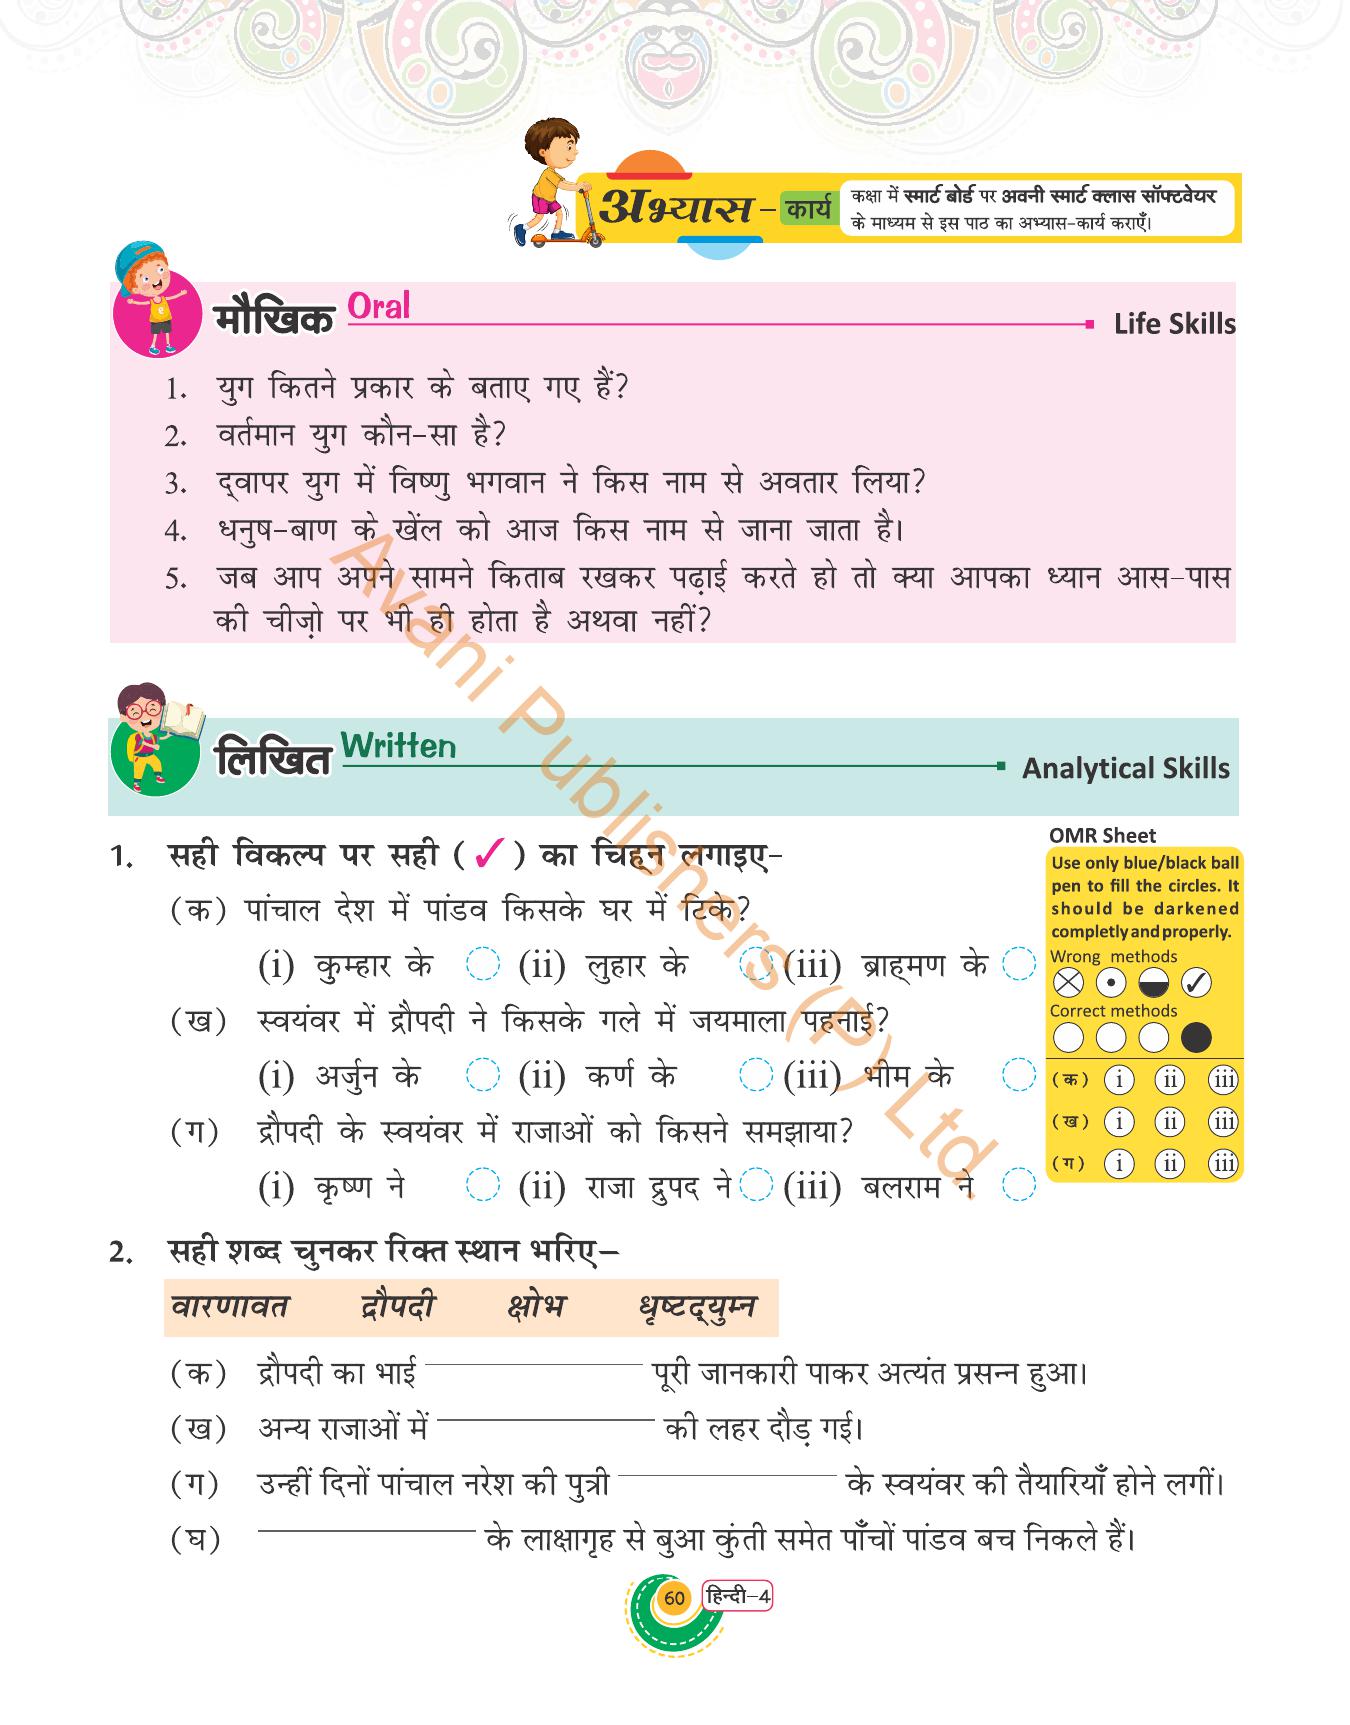 अभ्यास – कार्य
कक्षा में स्मार्ट बोर्ड पर अवनी स्मार्ट क्लास सॉफ्टवेयर
के माध्यम से इस पाठ का अभ्यास-कार्य कराएँ।
मौखिक Oral Life Skills
1. युग कितने प्रकार के बताए गए हैं?
2. वर्तमान युग कौन-सा है?
3. द्वापर युग में विष्णु भगवान ने किस नाम से अवतार लिया?
4. धनुष-बाण के खेंल को आज किस नाम से जाना जाता है।
5. जब आप अपने सामने किताब रखकर पढ़ाई करते हो तो क्या आपका ध्यान आस-पास
की चीज़ो पर भी ही होता है अथवा नहीं?
लिखित Written Analytical Skills
1. सही विकल्प पर सही (✓) का चिह्न लगाइए-
(क) पांचाल देश में पांडव किसके घर में टिके?
(i) कुम्हार के (ii) लुहार के (iii) ब्राह्मण के
(ख) स्वयंवर में द्रौपदी ने किसके गले में जयमाला पहनाई?
(i) अर्जुन के (ii) कर्ण के (iii) भीम के
(ग) द्रौपदी के स्वयंवर में राजाओं को किसने समझाया?
(i) कृष्ण ने (ii) राजा द्रुपद ने (iii) बलराम ने
OMR Sheet
Use only blue/black ball
pen to fill the circles. It
should be darkened
completly and properly.
Wrong methods
Correct methods
(क) i ii iii
(ख) i ii iii
(ग) i ii iii
2. सही शब्द चुनकर रिक्त स्थान भरिए–
वारणावत द्रौपदी क्षोभ धृष्टद्युम्न
(क) द्रौपदी का भाई ____________ पूरी जानकारी पाकर अत्यंत प्रसन्न हुआ।
(ख) अन्य राजाओं में ____________ की लहर दौड़ गई।
(ग) उन्हीं दिनों पांचाल नरेश की पुत्री ____________ के स्वयंवर की तैयारियाँ होने लगीं।
(घ) ____________ के लाक्षागृह से बुआ कुंती समेत पाँचों पांडव बच निकले हैं।
60 हिन्दी–4
Avani Publishers (P) Ltd.